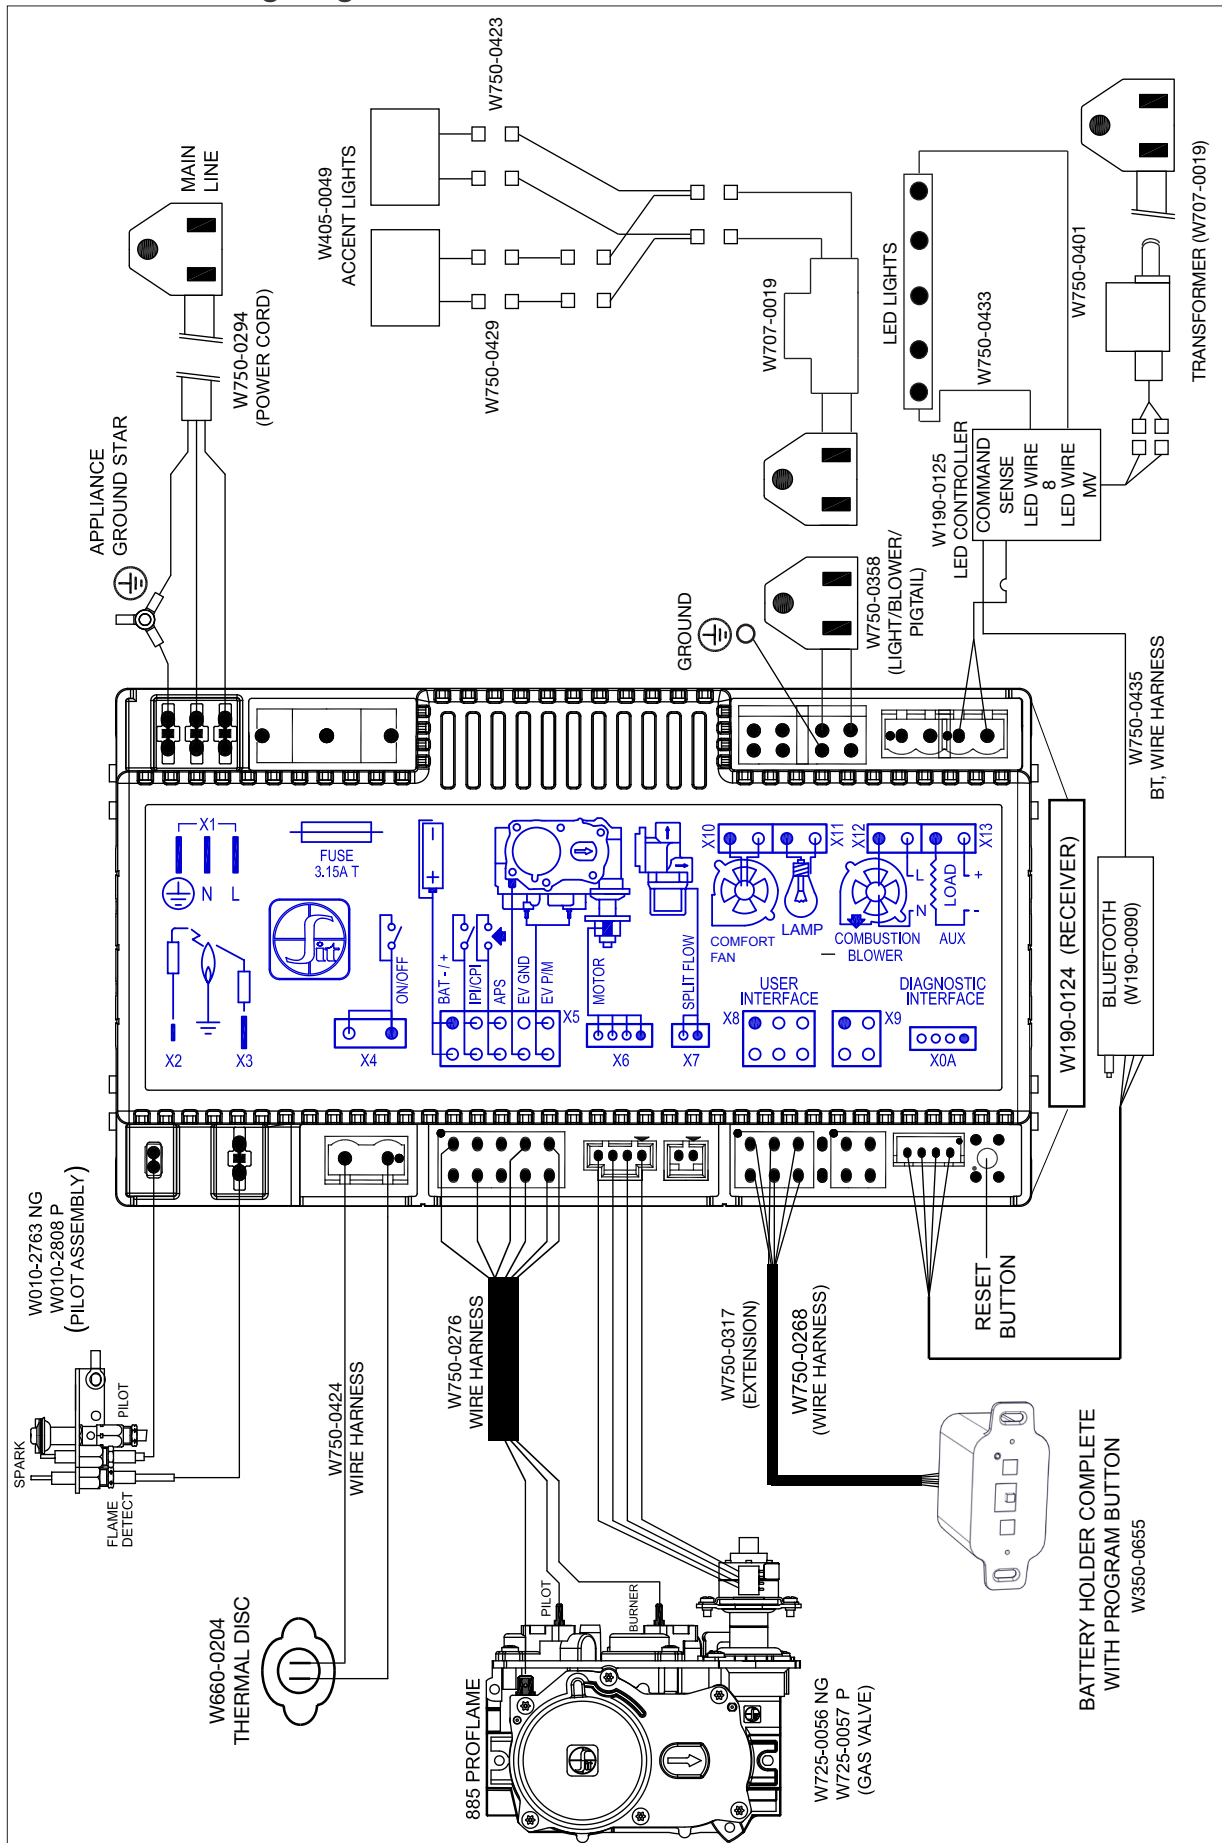 W750-0423
W405-0049
ACCENT LIGHTS
W750-0429
MAIN
LINE
W750-0294
(POWER CORD)
APPLIANCE
GROUND STAR
W707-0019
LED LIGHTS
W750-0433
W750-0401
TRANSFORMER (W707-0019)
W190-0125
LED CONTROLLER
COMMAND
SENSE
LED WIRE
8
LED WIRE
MV
GROUND
W750-0358
(LIGHT/BLOWER/
PIGTAIL)
W750-0435
BT, WIRE HARNESS
X1
N
L
FUSE
3.15A T
X2
X3
ON/OFF
X4
BAT - / +
IPI/CPI
APS
EV GND
EV P/M
X5
MOTOR
X6
SPLIT FLOW
X7
X10
X11
COMFORT
FAN
LAMP
X12
X13
L
N
COMBUSTION
BLOWER
LOAD
+
-
AUX
USER
INTERFACE
X8
X9
DIAGNOSTIC
INTERFACE
X0A
W190-0124 (RECEIVER)
BLUETOOTH
(W190-0090)
W010-2763 NG
W010-2808 P
(PILOT ASSEMBLY)
SPARK
PILOT
FLAME
DETECT
W750-0424
WIRE HARNESS
W660-0204
THERMAL DISC
W750-0276
WIRE HARNESS
W750-0317
(EXTENSION)
W750-0268
(WIRE HARNESS)
RESET
BUTTON
885 PROFLAME
PILOT
BURNER
W725-0056 NG
W725-0057 P
(GAS VALVE)
BATTERY HOLDER COMPLETE
WITH PROGRAM BUTTON
W350-0655